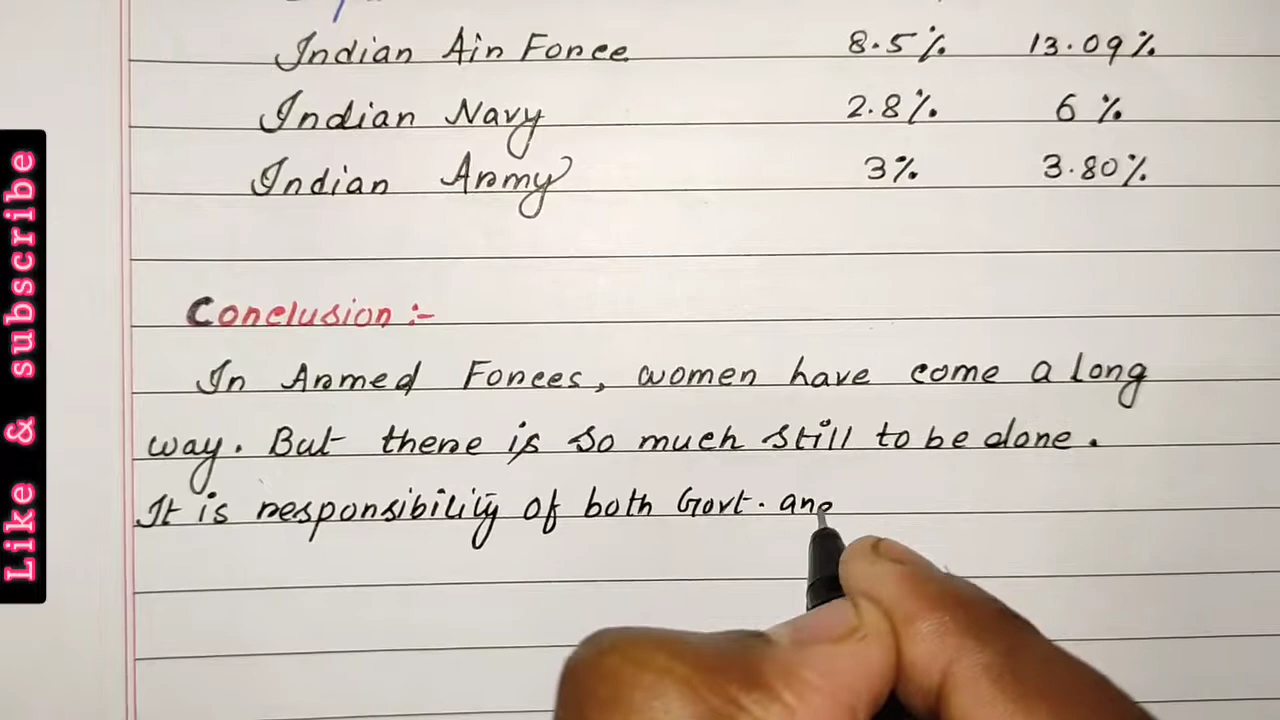 Indian Air Force 8.5% 13.09%
Indian Navy 2.8% 6%
Indian Army 3% 3.80%
Conclusion :-
In Armed Forces, women have come a long
way. But there is so much still to be done.
It is responsibility of both Govt. an
Like & subscribe